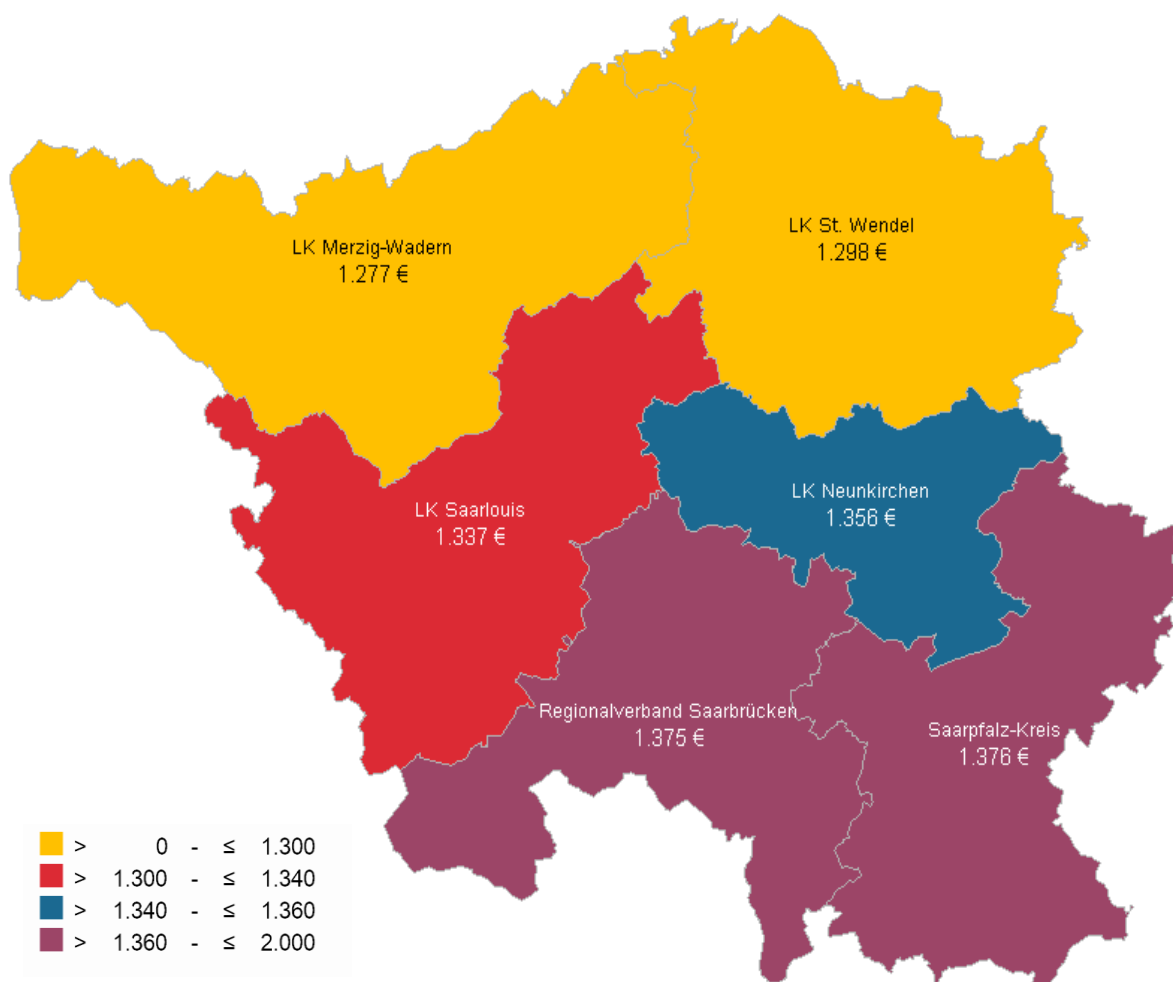 LK St. Wendel
1.298 €
LK Merzig-Wadern
1.277 €
LK Neunkirchen
1.356 €
LK Saarlouis
1.337 €
Regionalverband Saarbrücken
1.375 €
Saarpfalz-Kreis
1.376 €
> 0 - ≤ 1.300
> 1.300 - ≤ 1.340
> 1.340 - ≤ 1.360
> 1.360 - ≤ 2.000